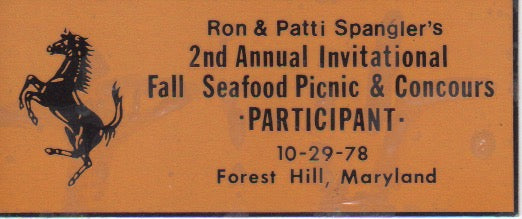 Ron & Patti Spangler's
2nd Annual Invitational
Fall Seafood Picnic & Concours
·PARTICIPANT·
10-29-78
Forest Hill, Maryland